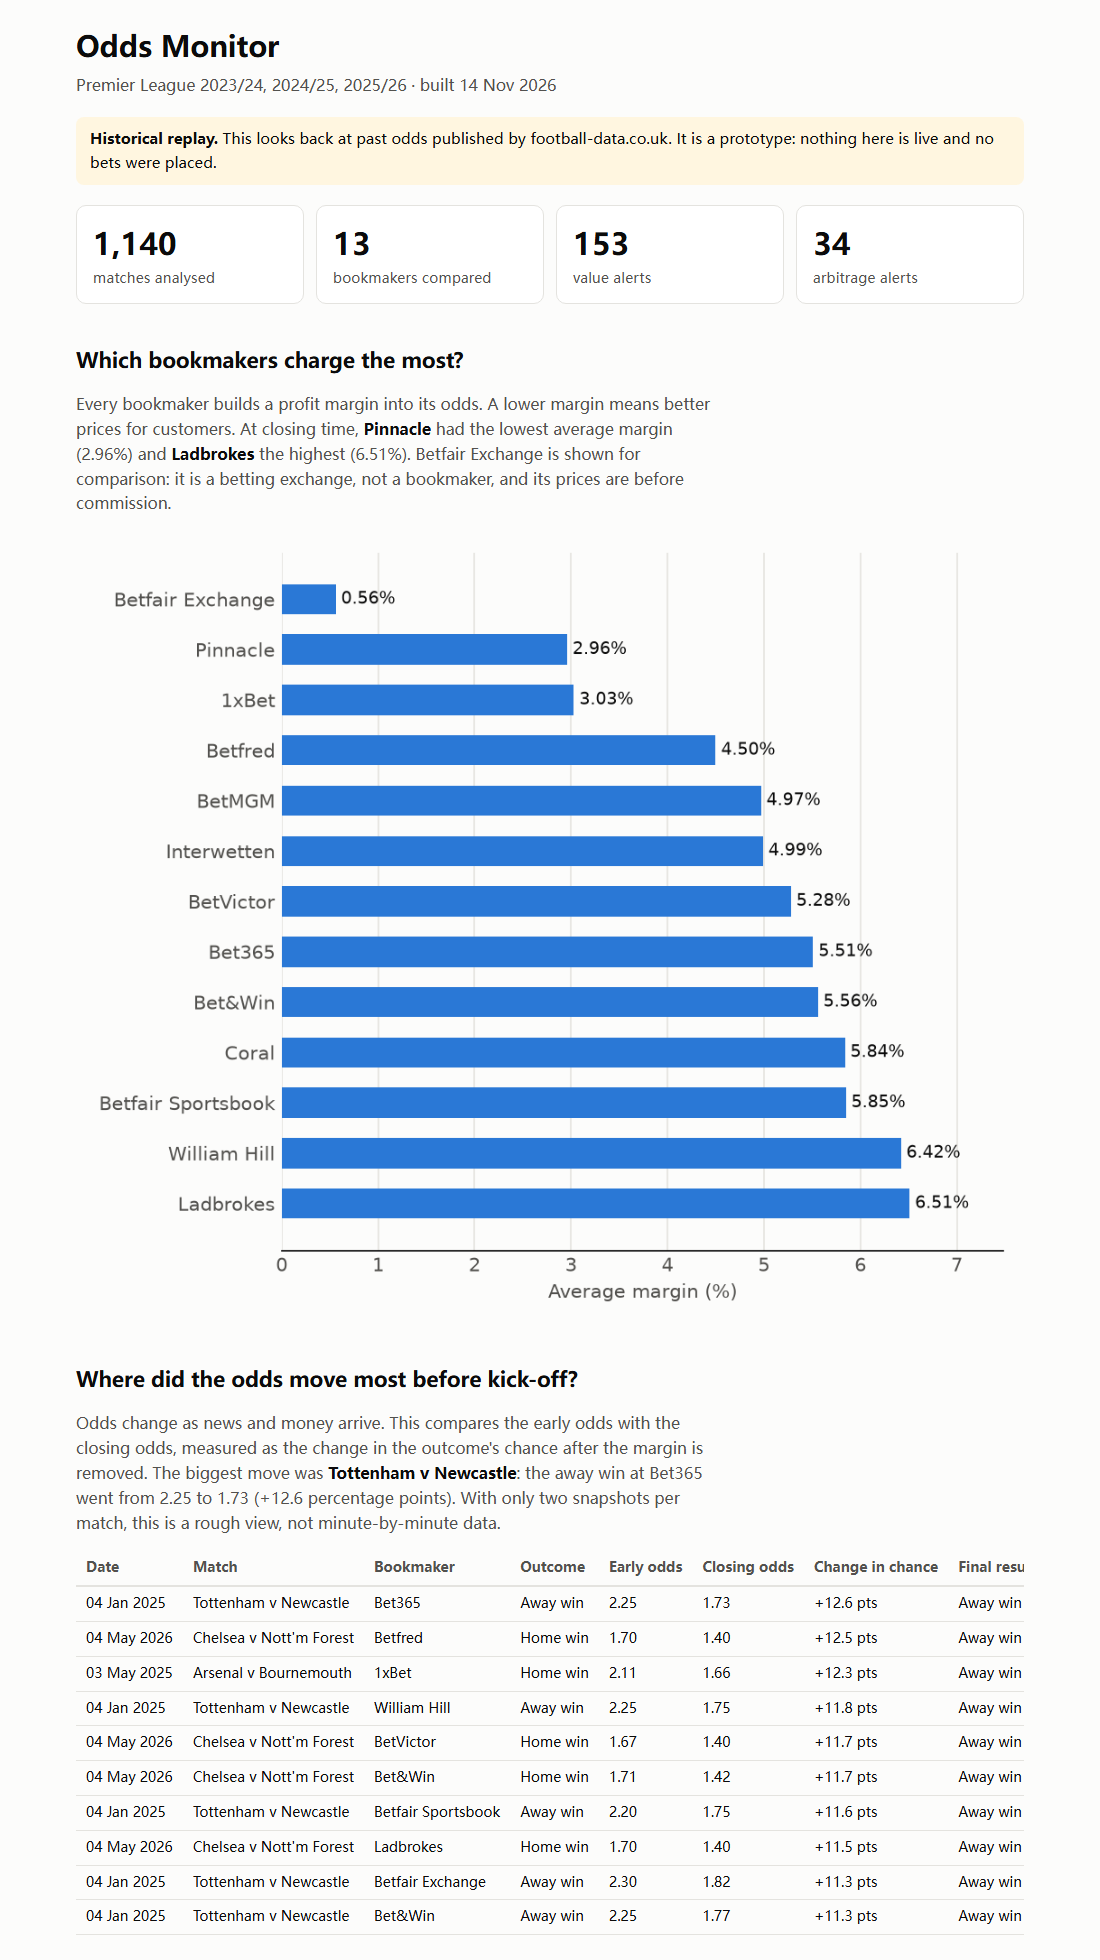 Odds Monitor
Premier League 2023/24, 2024/25, 2025/26 · built 14 Nov 2026
Historical replay. This looks back at past odds published by football-data.co.uk. It is a prototype: nothing here is live and no
bets were placed.
1,140
matches analysed
13
bookmakers compared
153
value alerts
34
arbitrage alerts
Which bookmakers charge the most?
Every bookmaker builds a profit margin into its odds. A lower margin means better
prices for customers. At closing time, Pinnacle had the lowest average margin
(2.96%) and Ladbrokes the highest (6.51%). Betfair Exchange is shown for
comparison: it is a betting exchange, not a bookmaker, and its prices are before
commission.
Betfair Exchange 0.56%
Pinnacle 2.96%
1xBet 3.03%
Betfred 4.50%
BetMGM 4.97%
Interwetten 4.99%
BetVictor 5.28%
Bet365 5.51%
Bet&Win 5.56%
Coral 5.84%
Betfair Sportsbook 5.85%
William Hill 6.42%
Ladbrokes 6.51%
0 1 2 3 4 5 6 7
Average margin (%)
Where did the odds move most before kick-off?
Odds change as news and money arrive. This compares the early odds with the
closing odds, measured as the change in the outcome's chance after the margin is
removed. The biggest move was Tottenham v Newcastle: the away win at Bet365
went from 2.25 to 1.73 (+12.6 percentage points). With only two snapshots per
match, this is a rough view, not minute-by-minute data.
Date Match Bookmaker Outcome Early odds Closing odds Change in chance Final resu
04 Jan 2025 Tottenham v Newcastle Bet365 Away win 2.25 1.73 +12.6 pts Away win
04 May 2026 Chelsea v Nott'm Forest Betfred Home win 1.70 1.40 +12.5 pts Away win
03 May 2025 Arsenal v Bournemouth 1xBet Home win 2.11 1.66 +12.3 pts Away win
04 Jan 2025 Tottenham v Newcastle William Hill Away win 2.25 1.75 +11.8 pts Away win
04 May 2026 Chelsea v Nott'm Forest BetVictor Home win 1.67 1.40 +11.7 pts Away win
04 May 2026 Chelsea v Nott'm Forest Bet&Win Home win 1.71 1.42 +11.7 pts Away win
04 Jan 2025 Tottenham v Newcastle Betfair Sportsbook Away win 2.20 1.75 +11.6 pts Away win
04 May 2026 Chelsea v Nott'm Forest Ladbrokes Home win 1.70 1.40 +11.5 pts Away win
04 Jan 2025 Tottenham v Newcastle Betfair Exchange Away win 2.30 1.82 +11.3 pts Away win
04 Jan 2025 Tottenham v Newcastle Bet&Win Away win 2.25 1.77 +11.3 pts Away win